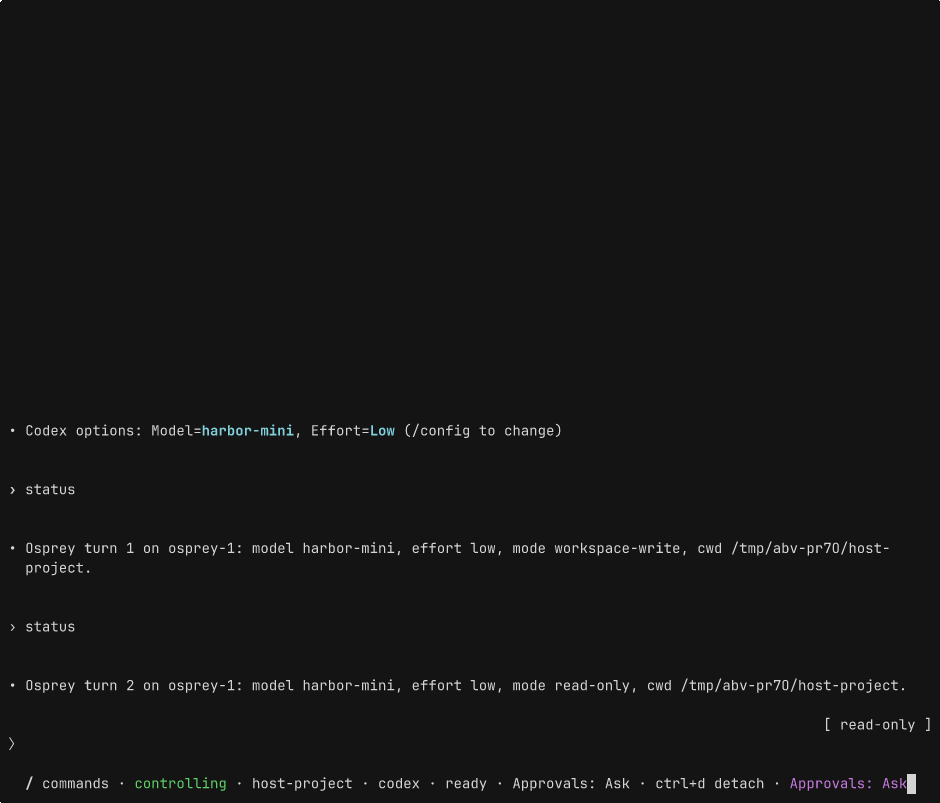 • Codex options: Model=harbor-mini, Effort=Low (/config to change)
› status
• Osprey turn 1 on osprey-1: model harbor-mini, effort low, mode workspace-write, cwd /tmp/abv-pr70/host-
project.
› status
• Osprey turn 2 on osprey-1: model harbor-mini, effort low, mode read-only, cwd /tmp/abv-pr70/host-project.
[ read-only ]
〉
/ commands · controlling · host-project · codex · ready · Approvals: Ask · ctrl+d detach · Approvals: Ask